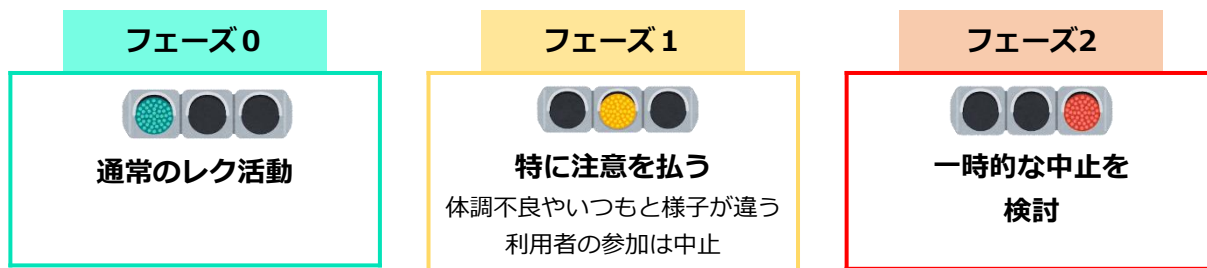 フェーズ0
通常のレク活動
フェーズ1
特に注意を払う
体調不良やいつもと様子が違う
利用者の参加は中止
フェーズ2
一時的な中止を
検討